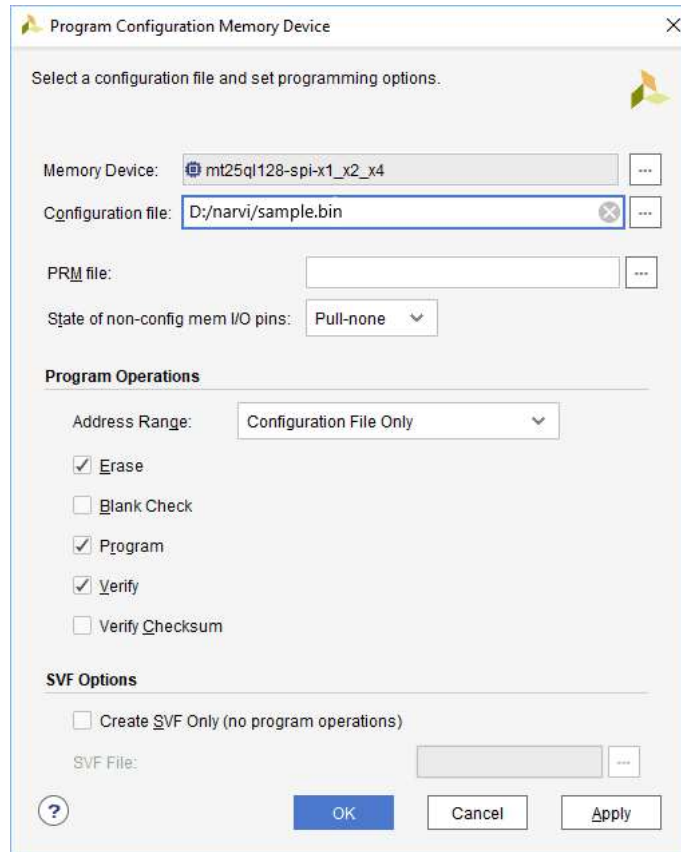 Program Configuration Memory Device
Select a configuration file and set programming options.
Memory Device: mt25ql128-spi-x1_x2_x4 ...
Configuration file: D:/narvi/sample.bin ...
PRM file: ...
State of non-config mem I/O pins: Pull-none
Program Operations
Address Range: Configuration File Only
Erase
Blank Check
Program
Verify
Verify Checksum
SVF Options
Create SVF Only (no program operations)
SVF File: ...
? OK Cancel Apply